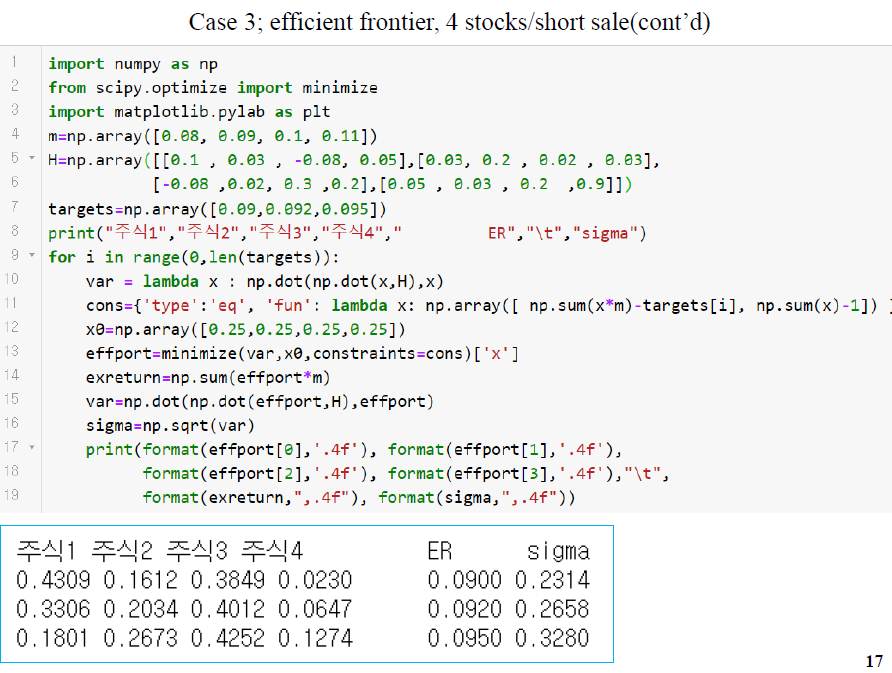 Case 3; efficient frontier, 4 stocks/short sale(cont’d)
1 import numpy as np
2 from scipy.optimize import minimize
3 import matplotlib.pylab as plt
4 m=np.array([0.08, 0.09, 0.1, 0.11])
5 H=np.array([[0.1 , 0.03 , -0.08, 0.05],[0.03, 0.2 , 0.02 , 0.03],
6 [-0.08 ,0.02, 0.3 ,0.2],[0.05 , 0.03 , 0.2 ,0.9]])
7 targets=np.array([0.09,0.092,0.095])
8 print("주식1","주식2","주식3","주식4"," ER","\t","sigma")
9 for i in range(0,len(targets)):
10 var = lambda x : np.dot(np.dot(x,H),x)
11 cons={'type':'eq', 'fun': lambda x: np.array([ np.sum(x*m)-targets[i], np.sum(x)-1])
12 x0=np.array([0.25,0.25,0.25,0.25])
13 effport=minimize(var,x0,constraints=cons)['x']
14 exreturn=np.sum(effport*m)
15 var=np.dot(np.dot(effport,H),effport)
16 sigma=np.sqrt(var)
17 print(format(effport[0],'.4f'), format(effport[1],'.4f'),
18 format(effport[2],'.4f'), format(effport[3],'.4f'),"\t",
19 format(exreturn,",.4f"), format(sigma,",.4f"))
주식1 주식2 주식3 주식4 ER sigma
0.4309 0.1612 0.3849 0.0230 0.0900 0.2314
0.3306 0.2034 0.4012 0.0647 0.0920 0.2658
0.1801 0.2673 0.4252 0.1274 0.0950 0.3280
17